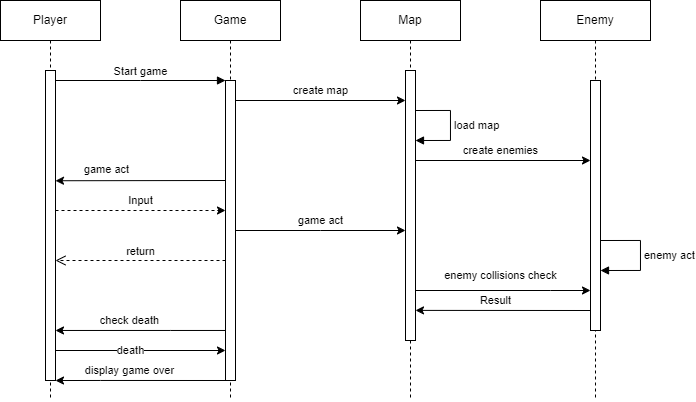 Player
Game
Map
Enemy
Start game
create map
load map
create enemies
game act
Input
game act
return
enemy act
enemy collisions check
Result
check death
death
display game over